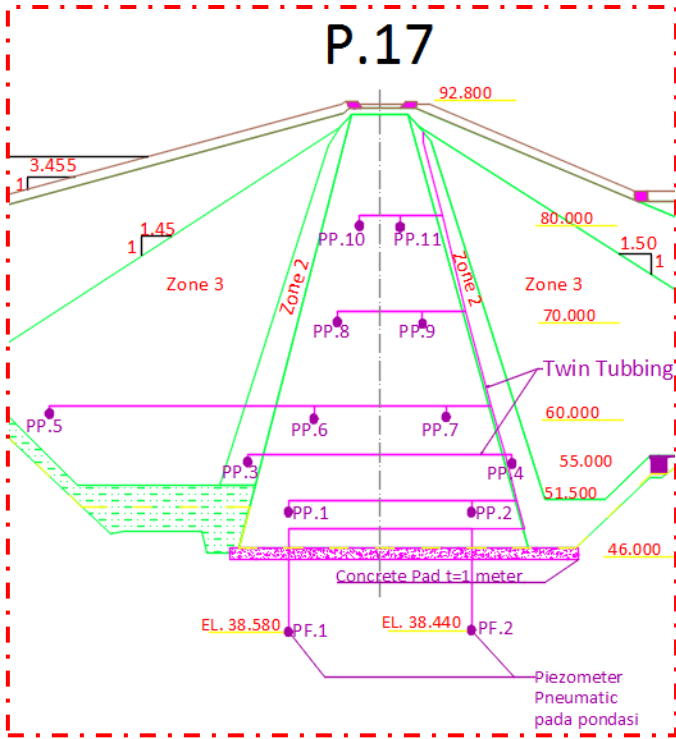 P.17
92.800
3.455
1
1.45
1
80.000
PP.10
PP.11
1.50
1
Zone 3
Zone 2
Zone 2
Zone 3
70.000
PP.8
PP.9
Twin Tubbing
60.000
PP.5
PP.6
PP.7
55.000
PP.3
PP.4
51.500
PP.1
PP.2
46.000
Concrete Pad t=1 meter
EL. 38.580
PF.1
EL. 38.440
PF.2
Piezometer
Pneumatic
pada pondasi